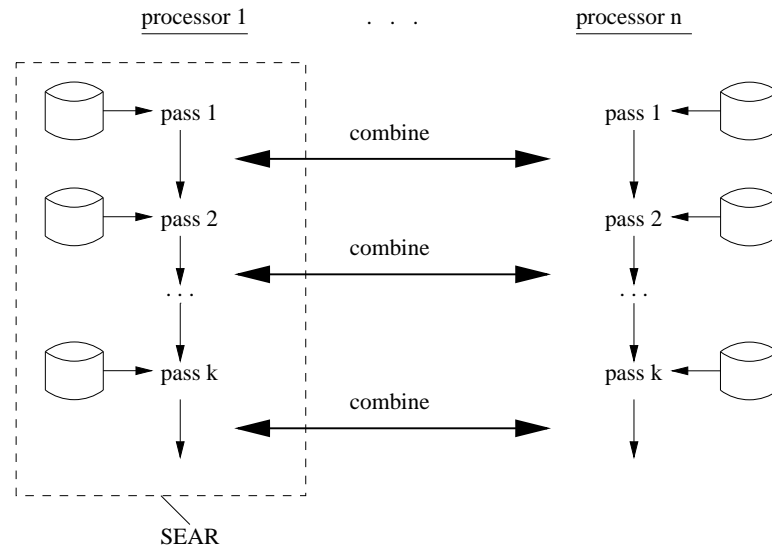 processor 1 . . . processor n
pass 1 pass 1
combine
pass 2 pass 2
combine
. . . . . .
pass k pass k
combine
SEAR